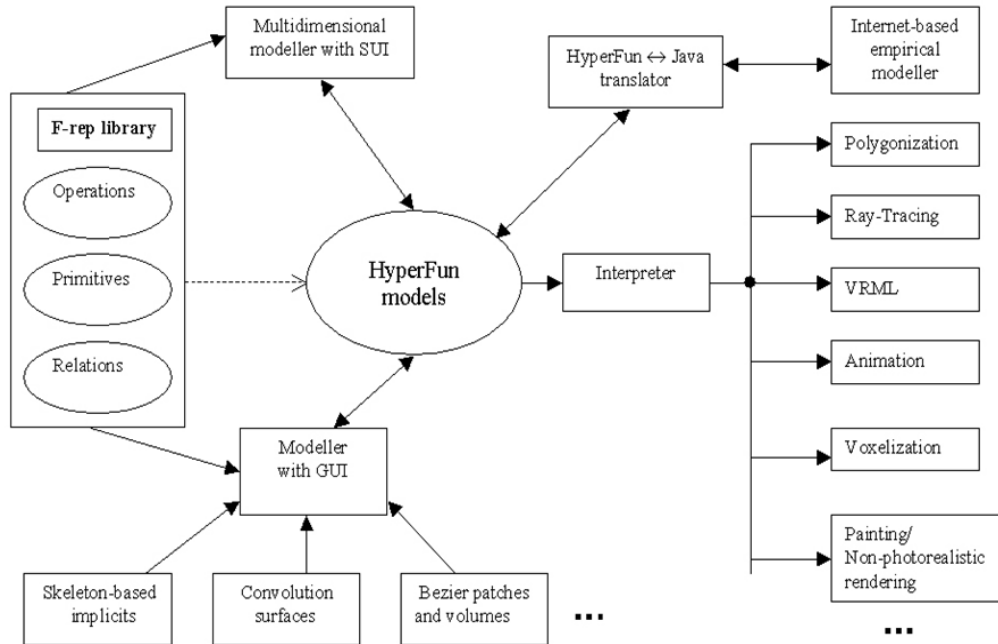 Multidimensional
modeller with SUI
HyperFun ↔ Java
translator
Internet-based
empirical
modeller
F-rep library
Operations
Primitives
Relations
HyperFun
models
Interpreter
Polygonization
Ray-Tracing
VRML
Animation
Voxelization
Painting/
Non-photorealistic
rendering
Modeller
with GUI
Skeleton-based
implicits
Convolution
surfaces
Bezier patches
and volumes
...
...